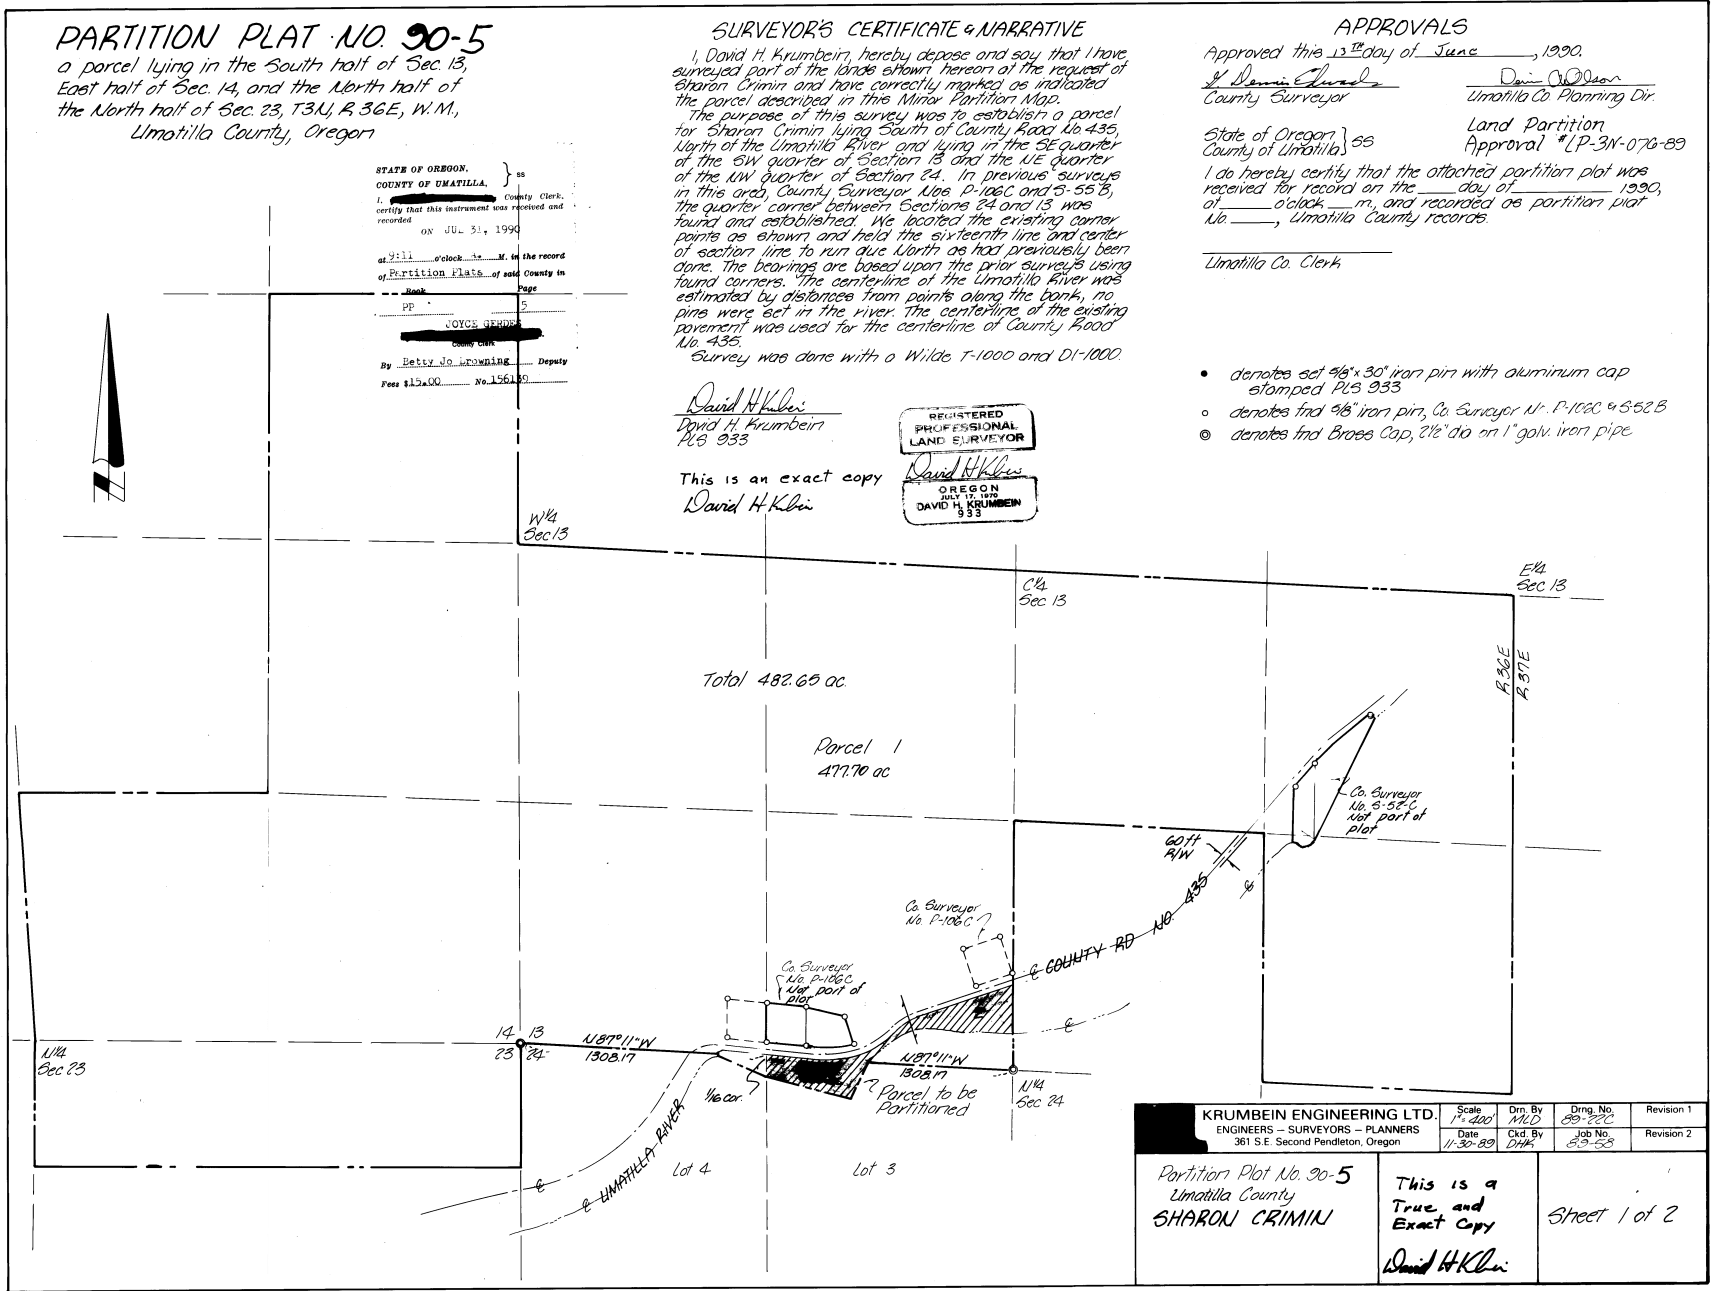 PARTITION PLAT NO. 90-5
a parcel lying in the South half of Sec. 13,
East half of Sec. 14, and the North half of
the North half of Sec. 23, T3N, R 36E, W.M.,
Umatilla County, Oregon
STATE OF OREGON,
COUNTY OF UMATILLA, } ss
I, County Clerk,
certify that this instrument was received and
recorded
ON JUL 31, 1990
at 9:11 o'clock A. M. in the record
of Partition Plats of said County in
Book Page
PP 5
JOYCE GERDES
County Clerk
By Betty Jo Browning Deputy
Fees $15.00 No. 156139
SURVEYOR'S CERTIFICATE & NARRATIVE
I, David H. Krumbein, hereby depose and say that I have
surveyed part of the lands shown hereon at the request of
Sharon Crimin and have correctly marked as indicated
the parcel described in this Minor Partition Map.
The purpose of this survey was to establish a parcel
for Sharon Crimin lying South of County Road No. 435,
North of the Umatilla River and lying in the SE quarter
of the SW quarter of Section 13 and the NE quarter
of the NW quarter of Section 24. In previous surveys
in this area, County Surveyor Nos P-106C and S-55 B,
the quarter corner between Sections 24 and 13 was
found and established. We located the existing corner
points as shown and held the sixteenth line and center
of section line to run due North as had previously been
done. The bearings are based upon the prior surveys using
found corners. The centerline of the Umatilla River was
estimated by distances from points along the bank, no
pins were set in the river. The centerline of the existing
pavement was used for the centerline of County Road
No. 435.
Survey was done with a Wilde T-1000 and DI-1000.
David H. Krumbein
PLS 933
This is an exact copy
REGISTERED
PROFESSIONAL
LAND SURVEYOR
OREGON
JULY 17, 1970
DAVID H. KRUMBEIN
933
APPROVALS
Approved this 13TH day of June, 1990.
County Surveyor
Umatilla Co. Planning Dir.
State of Oregon
County of Umatilla } SS
Land Partition
Approval #LP-3N-076-89
I do hereby certify that the attached partition plat was
received for record on the ____ day of ________ 1990,
at ____ o'clock __ m, and recorded as partition plat
No. ____, Umatilla County records.
Umatilla Co. Clerk
denotes set 5/8"x 30" iron pin with aluminum cap
stamped PLS 933
denotes fnd 5/8" iron pin, Co. Surveyor Nr. P-106C & S-52B
denotes fnd Brass Cap, 2 1/2" dia on 1" galv. iron pipe
W 1/4
Sec 13
C 1/4
Sec 13
E 1/4
Sec 13
R 36E
R 37E
Total 482.65 ac.
Parcel 1
477.70 ac
Co. Surveyor
No. S-52-C
Not part of
plat
60 ft
R/W
COUNTY RD NO. 435
Co. Surveyor
No. P-106C
Co. Surveyor
No. P-106C
Not part of
plat
14 13
23 24
N87°11"W
1308.17
N87°11"W
1308.17
1/16 cor.
Parcel to be
Partitioned
N 1/4
Sec 23
N 1/4
Sec 24
UMATILLA RIVER
Lot 4
Lot 3
KRUMBEIN ENGINEERING LTD.
ENGINEERS – SURVEYORS – PLANNERS
361 S.E. Second Pendleton, Oregon
Scale 1"=400'
Drn. By MLD
Drng. No. 89-22C
Revision 1
Date 11-30-89
Ckd. By DHK
Job No. 89-58
Revision 2
Partition Plat No. 90-5
Umatilla County
SHARON CRIMIN
This is a
True and
Exact Copy
Sheet 1 of 2